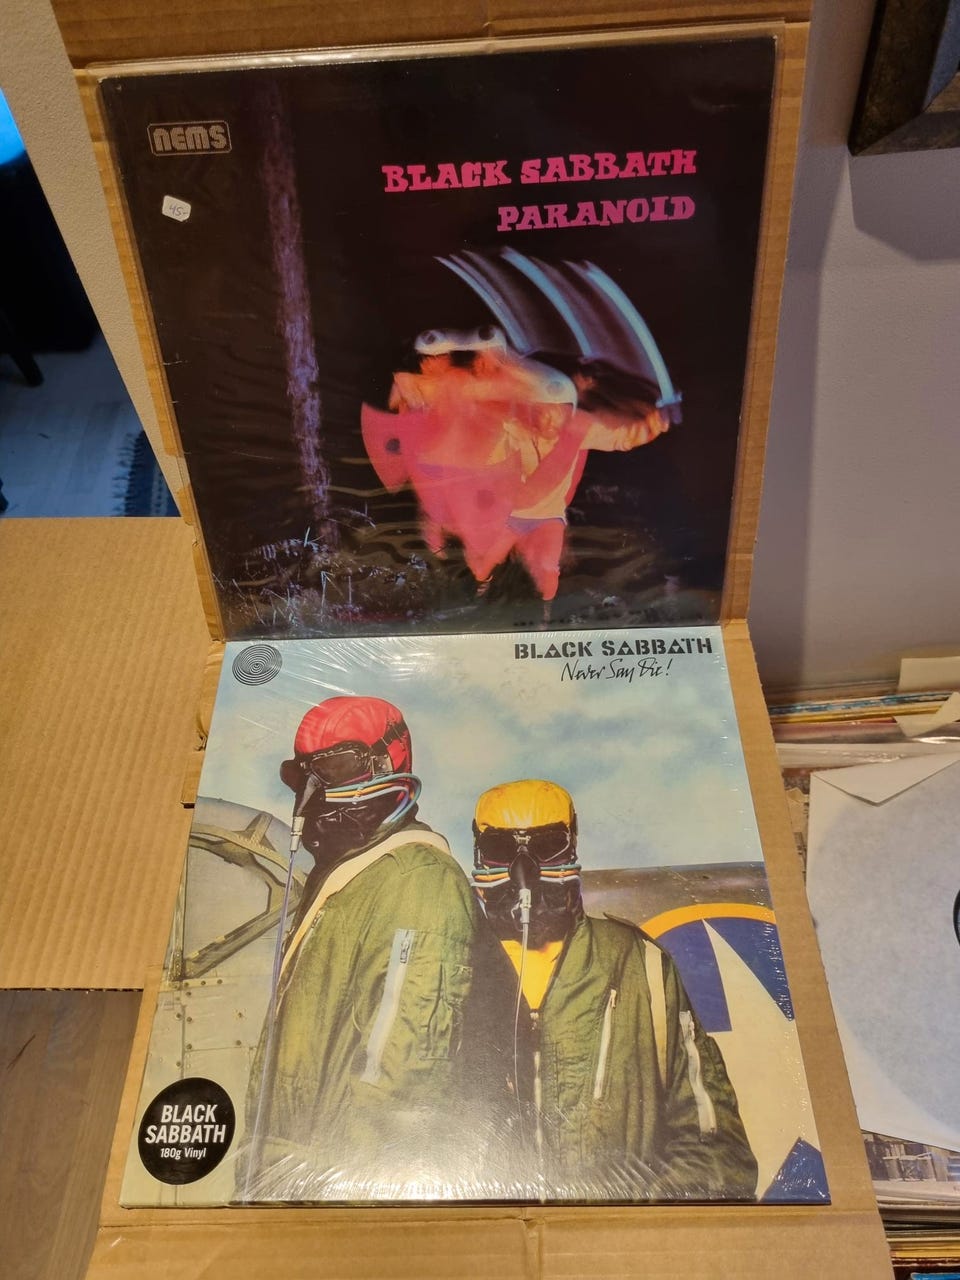 NEMS
45-
BLACK SABBATH
PARANOID
BLACK SABBATH
Never Say Die!
BLACK
SABBATH
180g Vinyl